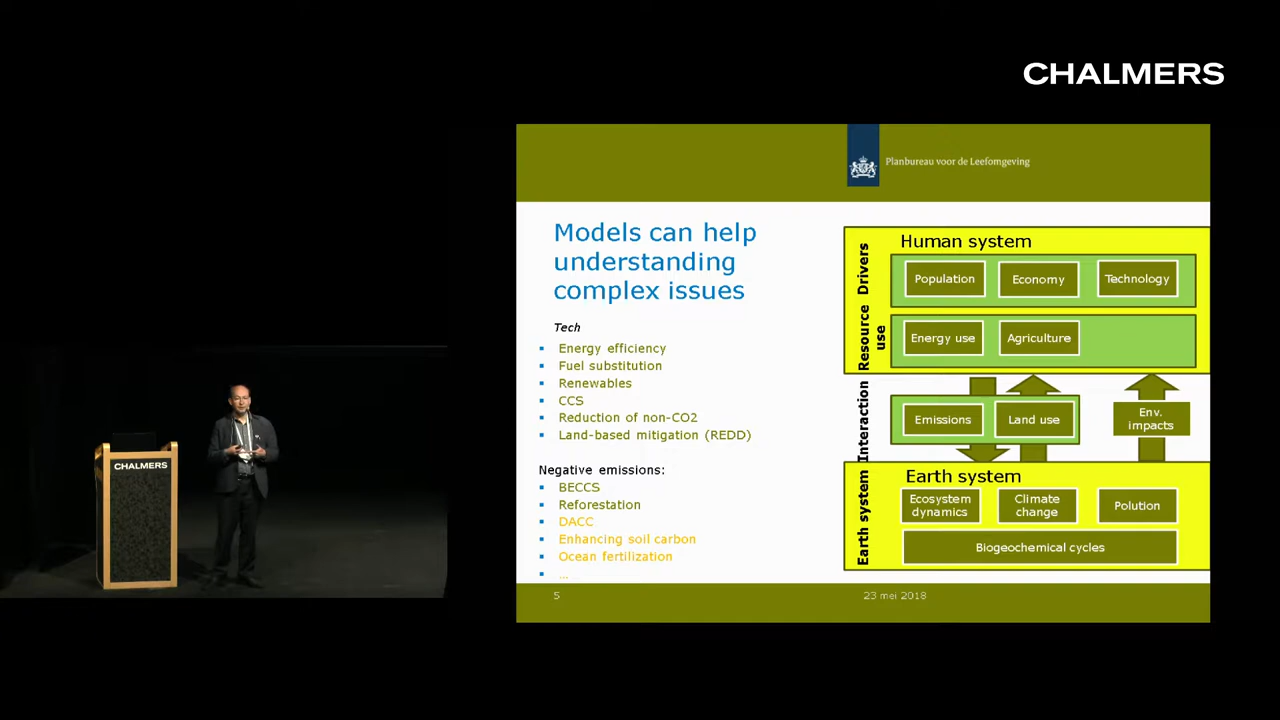 CHALMERS
Planbureau voor de Leefomgeving
Models can help
understanding
complex issues
Tech
Energy efficiency
Fuel substitution
Renewables
CCS
Reduction of non-CO2
Land-based mitigation (REDD)
Negative emissions:
BECCS
Reforestation
DACC
Enhancing soil carbon
Ocean fertilization
...
Drivers
Human system
Population
Economy
Technology
Resource
use
Energy use
Agriculture
Interaction
Emissions
Land use
Env.
impacts
Earth system
Earth system
Ecosystem
dynamics
Climate
change
Polution
Biogeochemical cycles
5
23 mei 2018
CHALMERS